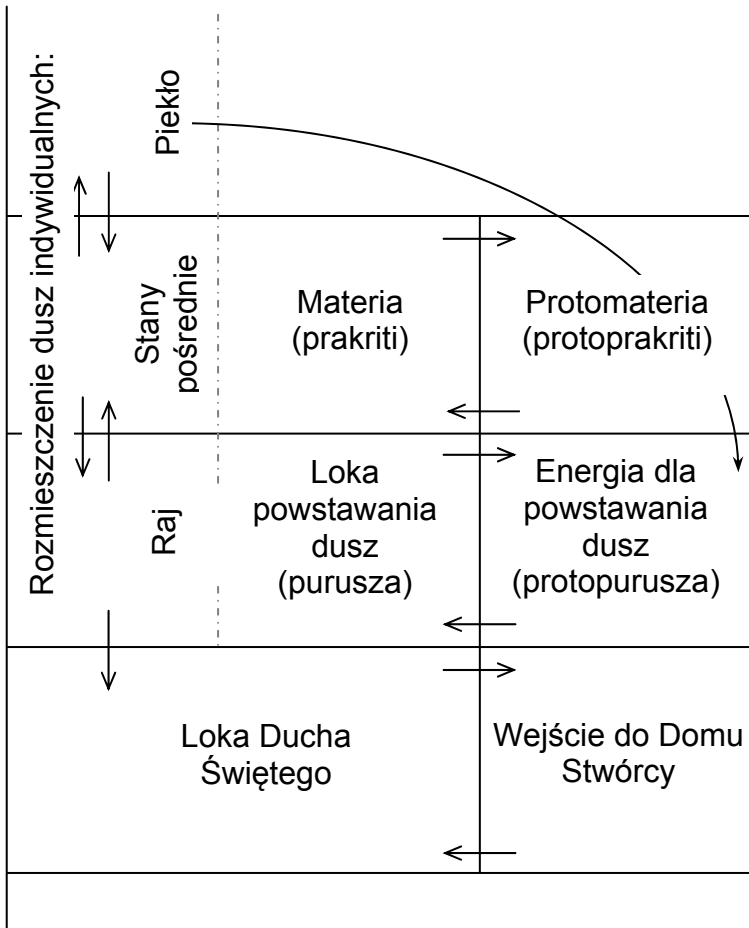 Rozmieszczenie dusz indywidualnych:
Piekło
Stany
pośrednie
Materia
(prakriti)
Protomateria
(protoprakriti)
Raj
Loka
powstawania
dusz
(purusza)
Energia dla
powstawania
dusz
(protopurusza)
Loka Ducha
Świętego
Wejście do Domu
Stwórcy